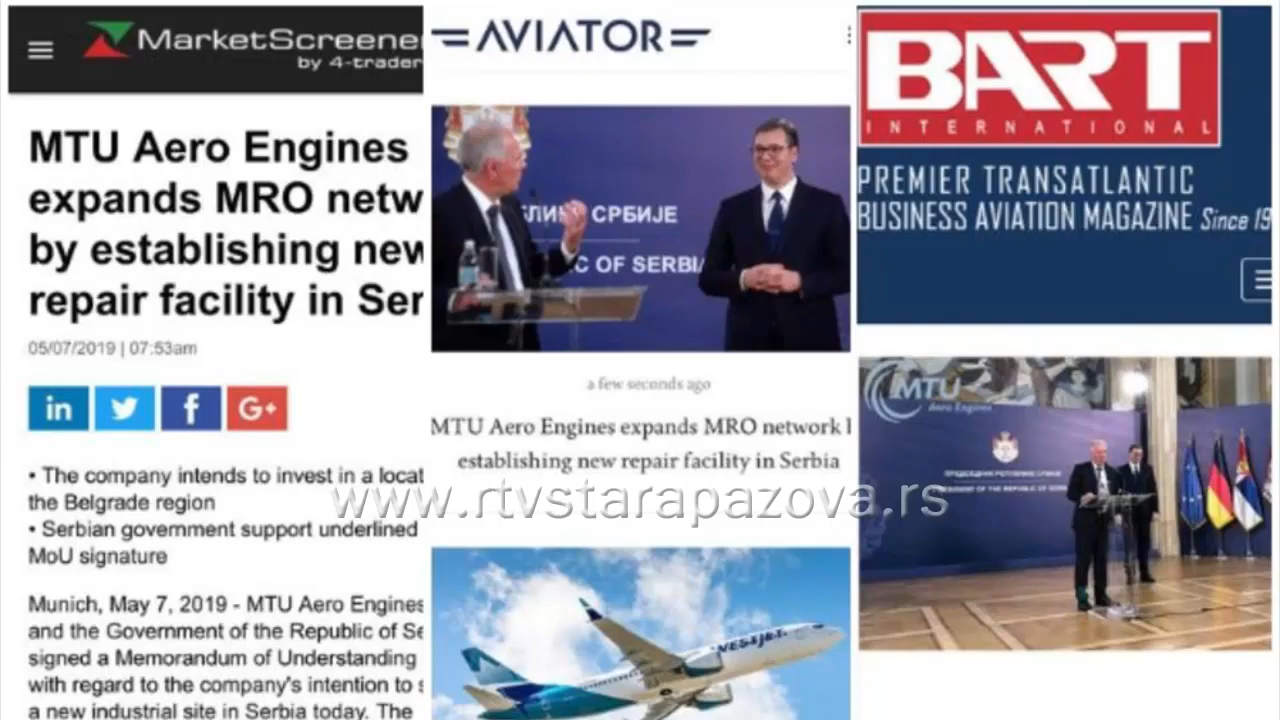 MarketScreener
by 4-trader
MTU Aero Engines
expands MRO netw
by establishing new
repair facility in Ser
05/07/2019 | 07:53am
in
f
G+
• The company intends to invest in a locat
the Belgrade region
• Serbian government support underlined
MoU signature
Munich, May 7, 2019 - MTU Aero Engines
and the Government of the Republic of Se
signed a Memorandum of Understanding
with regard to the company's intention to s
a new industrial site in Serbia today. The
AVIATOR
СРБИЈЕ
C OF SERBIA
a few seconds ago
MTU Aero Engines expands MRO network
establishing new repair facility in Serbia
WESTJET
BART
INTERNATIONAL
PREMIER TRANSATLANTIC
BUSINESS AVIATION MAGAZINE Since 19
MTU
Aero Engines
ПРЕДСЕДНИК РЕПУБЛИКЕ СРБИЈЕ
www.rtvstarapazova.rs